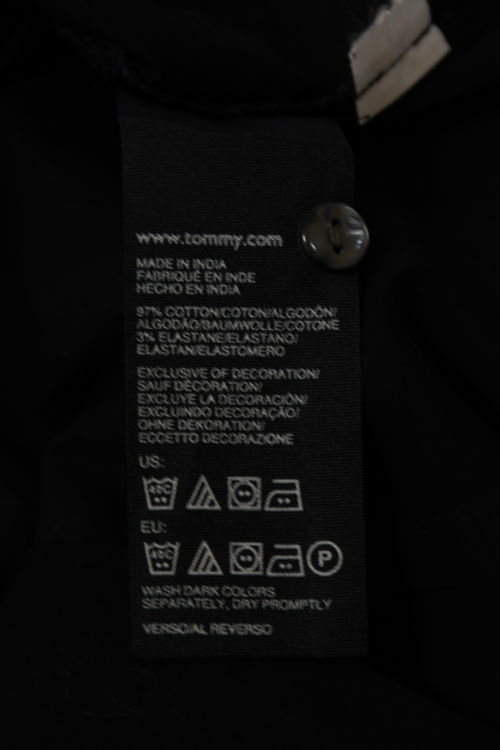 www.tommy.com
MADE IN INDIA
FABRIQUÉ EN INDE
HECHO EN INDIA
97% COTTON/COTON/ALGODÓN/
ALGODÃO/BAUMWOLLE/COTONE
3% ELASTANE/ELASTANO/
ELASTAN/ELASTOMERO
EXCLUSIVE OF DECORATION/
SAUF DÉCORATION/
EXCLUYE LA DECORACIÓN/
EXCLUINDO DECORAÇÃO/
OHNE DEKORATION/
ECCETTO DECORAZIONE
US:
40C
EU:
40C P
WASH DARK COLORS
SEPARATELY, DRY PROMPTLY
VERSO/AL REVERSO